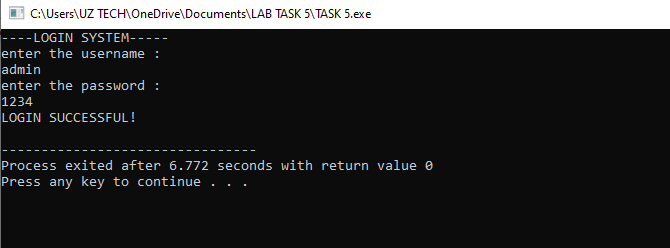 C:\Users\UZ TECH\OneDrive\Documents\LAB TASK 5\TASK 5.exe
----LOGIN SYSTEM-----
enter the username :
admin
enter the password :
1234
LOGIN SUCCESSFUL!
--------------------------------
Process exited after 6.772 seconds with return value 0
Press any key to continue . . .